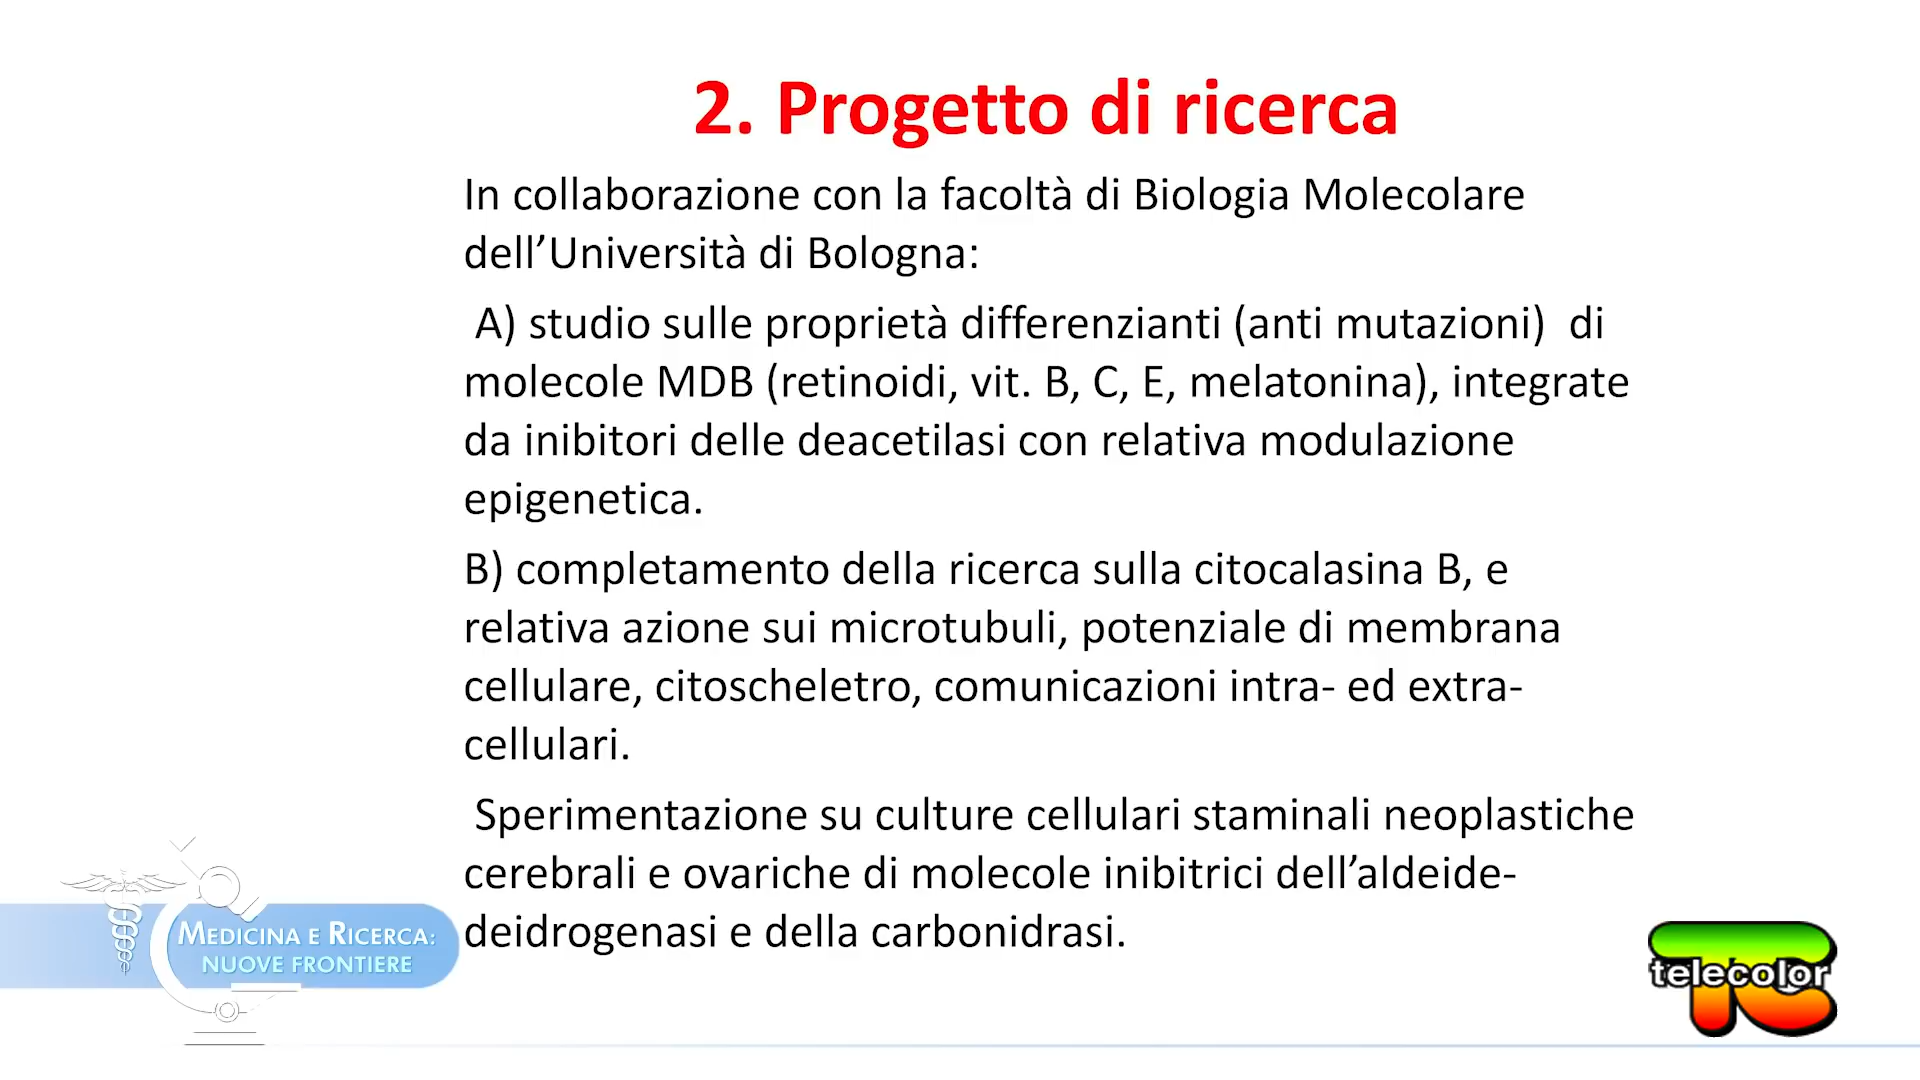 2. Progetto di ricerca
In collaborazione con la facoltà di Biologia Molecolare
dell’Università di Bologna:
A) studio sulle proprietà differenzianti (anti mutazioni) di
molecole MDB (retinoidi, vit. B, C, E, melatonina), integrate
da inibitori delle deacetilasi con relativa modulazione
epigenetica.
B) completamento della ricerca sulla citocalasina B, e
relativa azione sui microtubuli, potenziale di membrana
cellulare, citoscheletro, comunicazioni intra- ed extra-
cellulari.
Sperimentazione su culture cellulari staminali neoplastiche
cerebrali e ovariche di molecole inibitrici dell’aldeide-
deidrogenasi e della carbonidrasi.
MEDICINA E RICERCA:
NUOVE FRONTIERE
telecolor